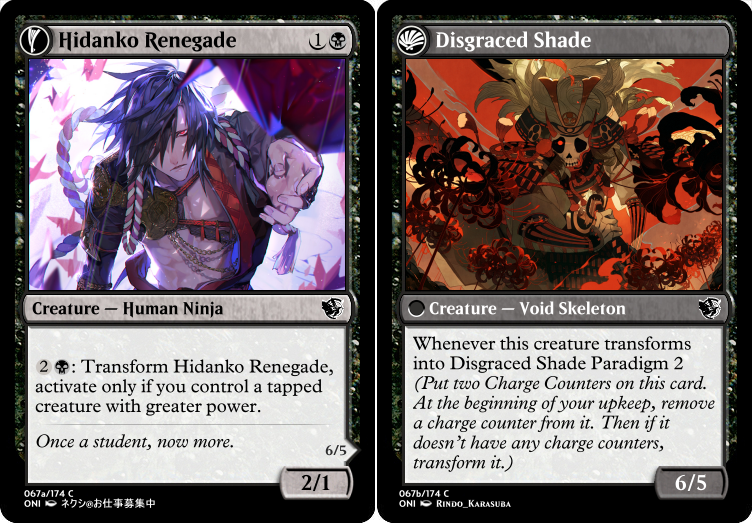 Hidanko Renegade
1
2: Transform Hidanko Renegade,
activate only if you control a tapped
creature with greater power.
Once a student, now more.
Creature — Human Ninja
6/5
2/1
067a/174 C
ONI ネクシ@お仕事募集中
Disgraced Shade
Creature — Void Skeleton
Whenever this creature transforms
into Disgraced Shade Paradigm 2
(Put two Charge Counters on this card.
At the beginning of your upkeep, remove
a charge counter from it. Then if it
doesn't have any charge counters,
transform it.)
6/5
067b/174 C
ONI Rindo_Karasuba